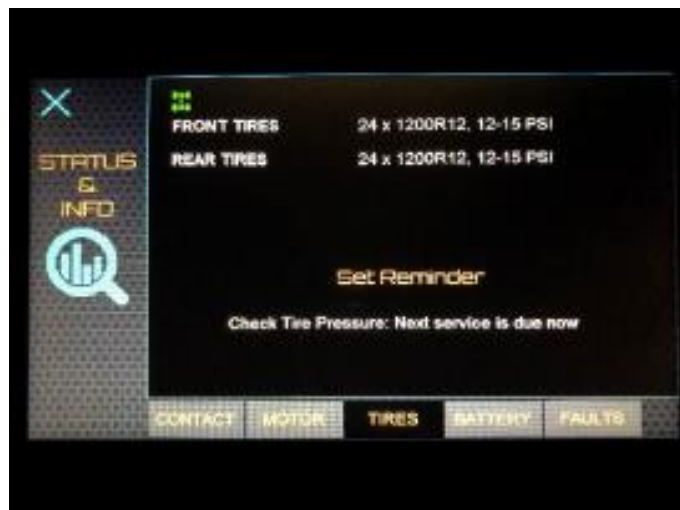 STATUS
&
INFO
FRONT TIRES 24 x 1200R12, 12-15 PSI
REAR TIRES 24 x 1200R12, 12-15 PSI
Set Reminder
Check Tire Pressure: Next service is due now
CONTACT MOTOR TIRES BATTERY FAULTS